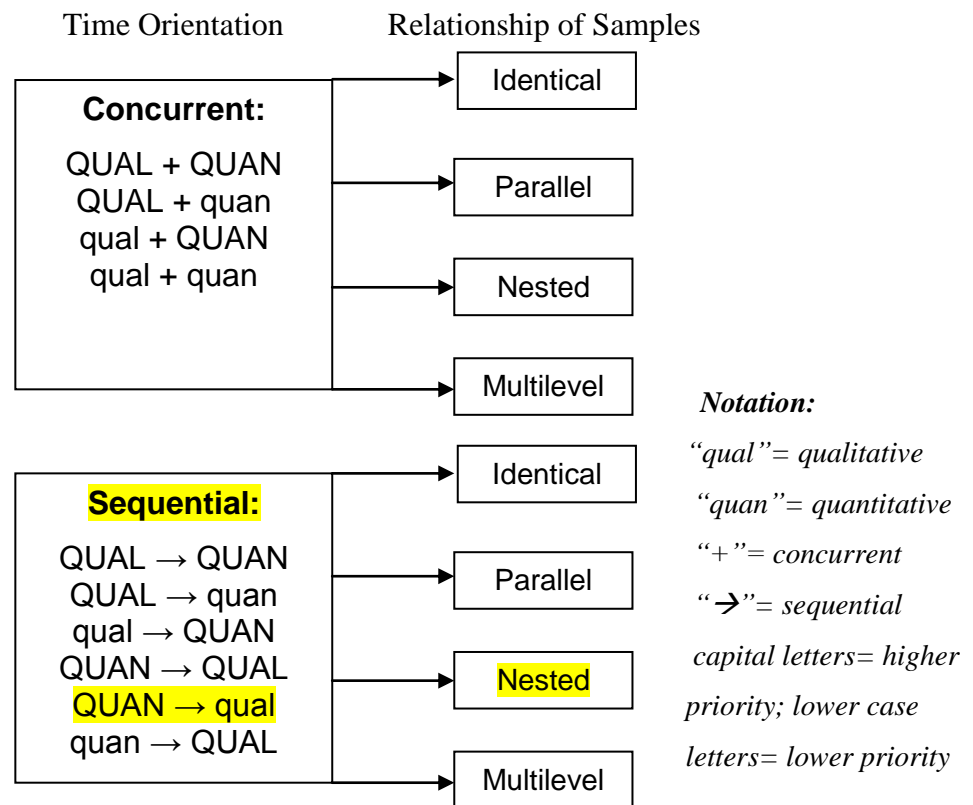 Time Orientation
Relationship of Samples
Concurrent:
QUAL + QUAN
QUAL + quan
qual + QUAN
qual + quan
Identical
Parallel
Nested
Multilevel
Sequential:
QUAL → QUAN
QUAL → quan
qual → QUAN
QUAN → QUAL
QUAN → qual
quan → QUAL
Identical
Parallel
Nested
Multilevel
Notation:
“qual”= qualitative
“quan”= quantitative
“+”= concurrent
“→”= sequential
capital letters= higher
priority; lower case
letters= lower priority